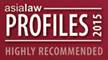 asialaw
PROFILES 2015
HIGHLY RECOMMENDED